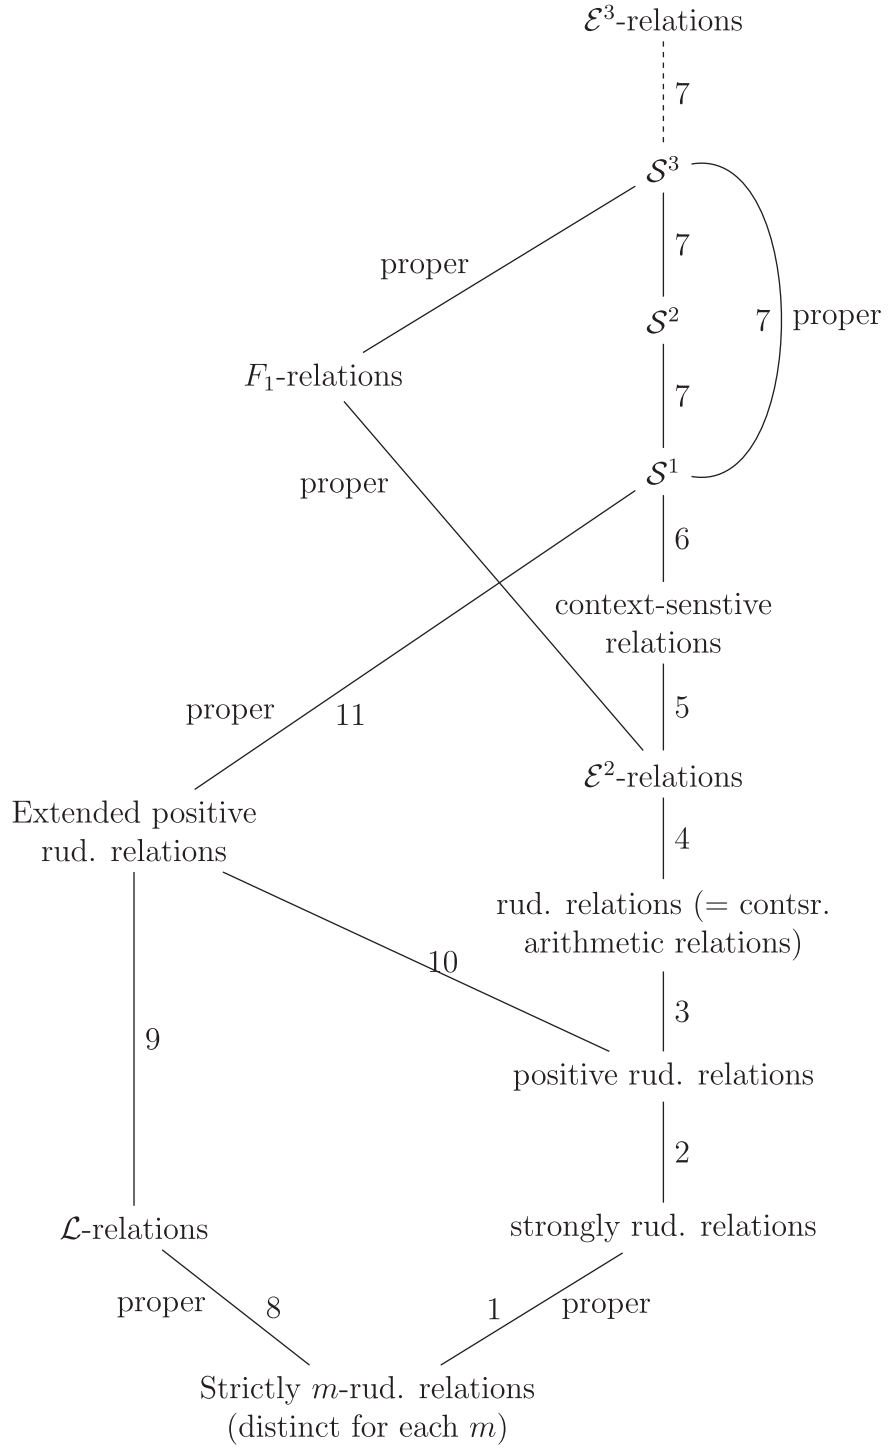 ℰ³-relations
7
𝒮³
proper
7
𝒮²
7
proper
F₁-relations
7
proper
𝒮¹
6
context-senstive
relations
proper
11
5
ℰ²-relations
Extended positive
rud. relations
4
rud. relations (= contsr.
arithmetic relations)
10
3
9
positive rud. relations
2
ℒ-relations
strongly rud. relations
proper
8
1
proper
Strictly m-rud. relations
(distinct for each m)